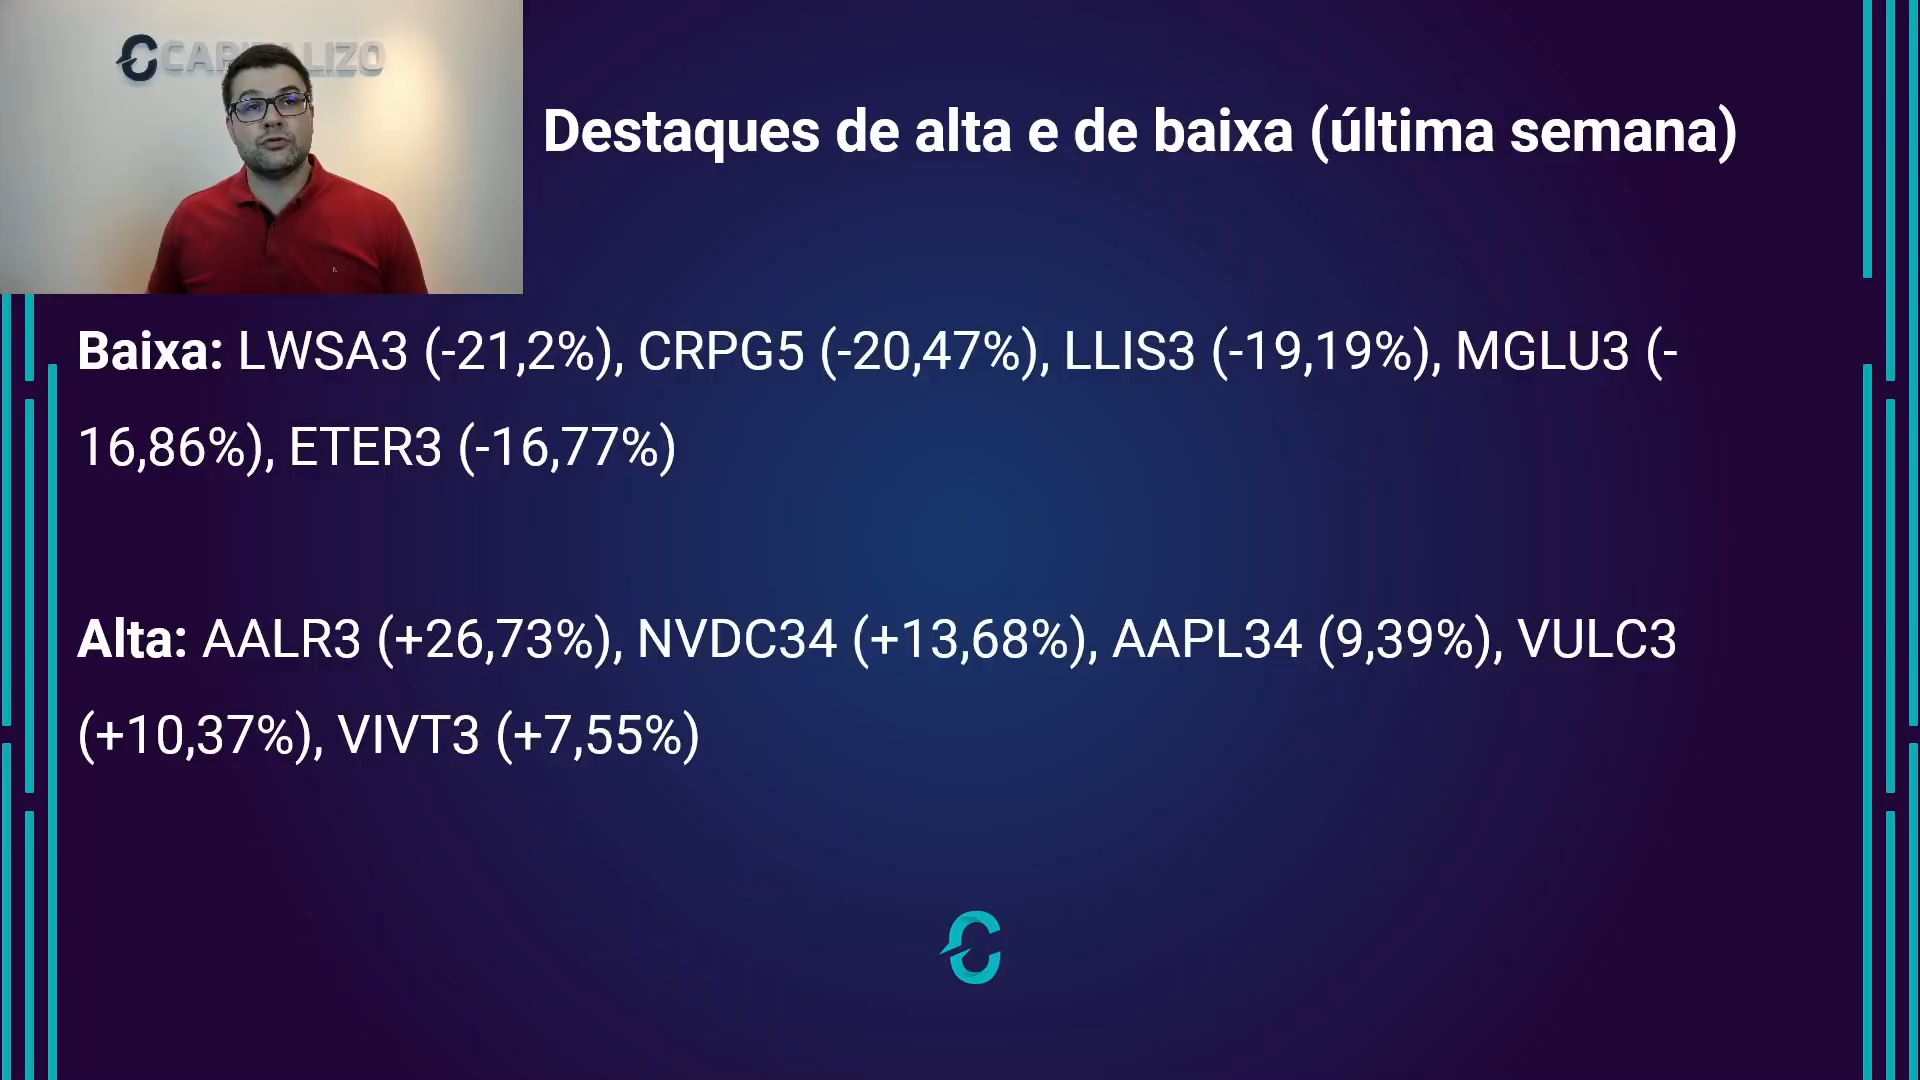 CAPITALIZO
Destaques de alta e de baixa (última semana)
Baixa: LWSA3 (-21,2%), CRPG5 (-20,47%), LLIS3 (-19,19%), MGLU3 (-
16,86%), ETER3 (-16,77%)
Alta: AALR3 (+26,73%), NVDC34 (+13,68%), AAPL34 (9,39%), VULC3
(+10,37%), VIVT3 (+7,55%)